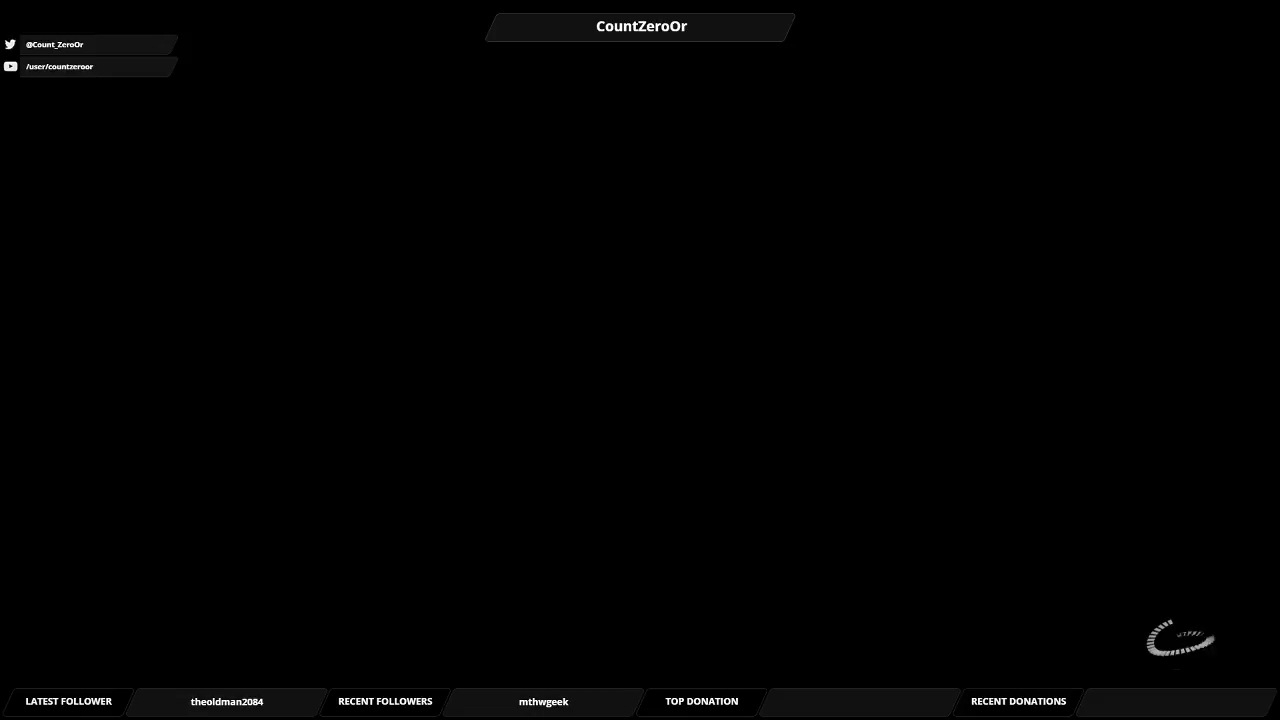 CountZeroOr
@Count_ZeroOr
/user/countzeroor
LATEST FOLLOWER
theoldman2084
RECENT FOLLOWERS
mthwgeek
TOP DONATION
RECENT DONATIONS